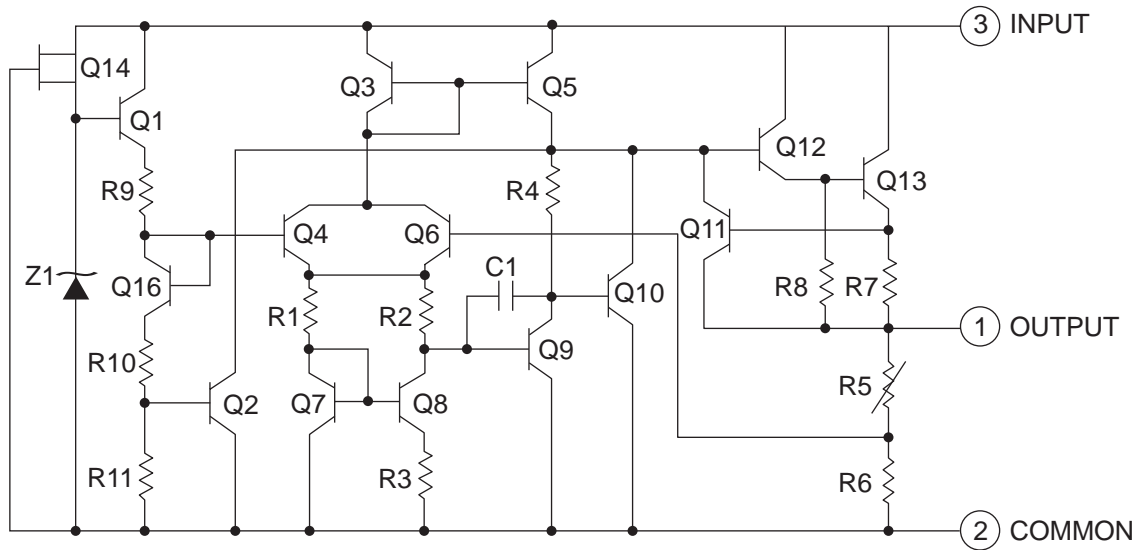 3 INPUT
Q14
Q3
Q5
Q1
Q12
R9
R4
Q13
Q4
Q6
Q11
Z1
Q16
C1
Q10
R8
R7
R1
R2
1 OUTPUT
R10
Q9
R5
Q2
Q7
Q8
R11
R3
R6
2 COMMON